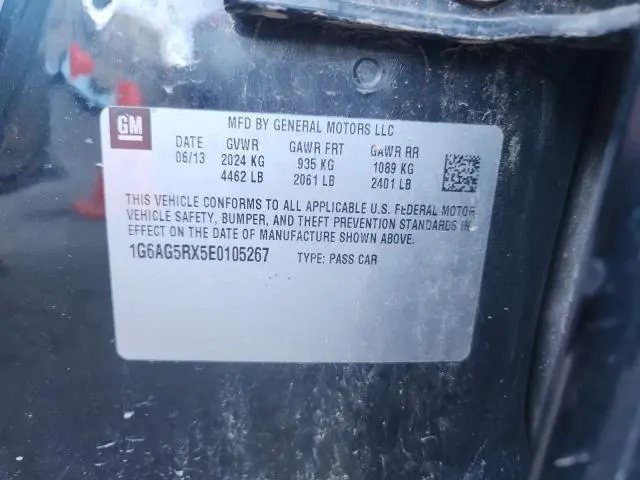 GM
MFD BY GENERAL MOTORS LLC
DATE GVWR GAWR FRT GAWR RR
06/13 2024 KG 935 KG 1089 KG
4462 LB 2061 LB 2401 LB
THIS VEHICLE CONFORMS TO ALL APPLICABLE U.S. FEDERAL MOTOR
VEHICLE SAFETY, BUMPER, AND THEFT PREVENTION STANDARDS IN
EFFECT ON THE DATE OF MANUFACTURE SHOWN ABOVE.
1G6AG5RX5E0105267 TYPE: PASS CAR